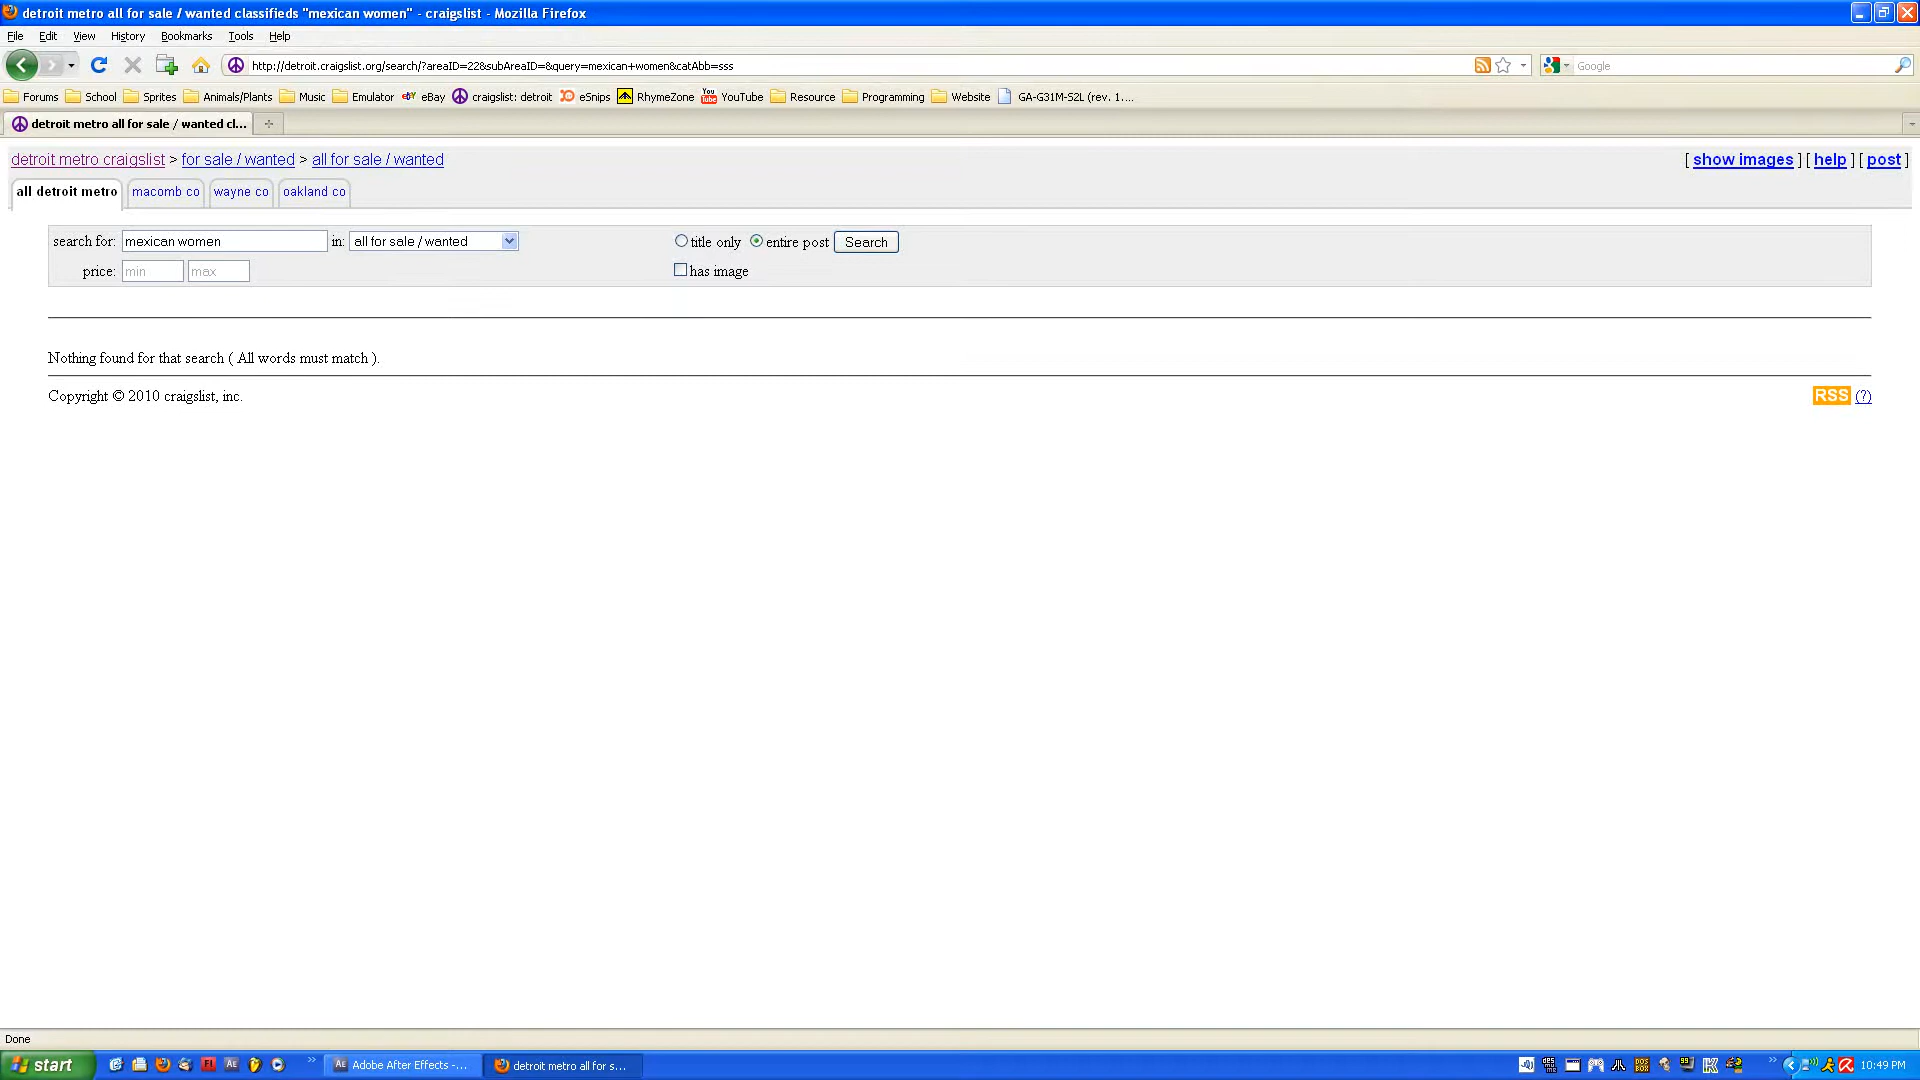 detroit metro all for sale / wanted classifieds "mexican women" - craigslist - Mozilla Firefox
File Edit View History Bookmarks Tools Help
http://detroit.craigslist.org/search/?areaID=22&subAreaID=&query=mexican+women&catAbb=sss Google
Forums School Sprites Animals/Plants Music Emulator eBay craigslist: detroit eSnips RhymeZone YouTube Resource Programming Website GA-G31M-S2L (rev. 1....
detroit metro all for sale / wanted cl...
detroit metro craigslist > for sale / wanted > all for sale / wanted [ show images ] [ help ] [ post ]
all detroit metro macomb co wayne co oakland co
search for: mexican women in: all for sale / wanted title only entire post Search
price: min max has image
Nothing found for that search ( All words must match ).
Copyright © 2010 craigslist, inc. RSS (?)
Done
start Adobe After Effects -... detroit metro all for s... 10:49 PM